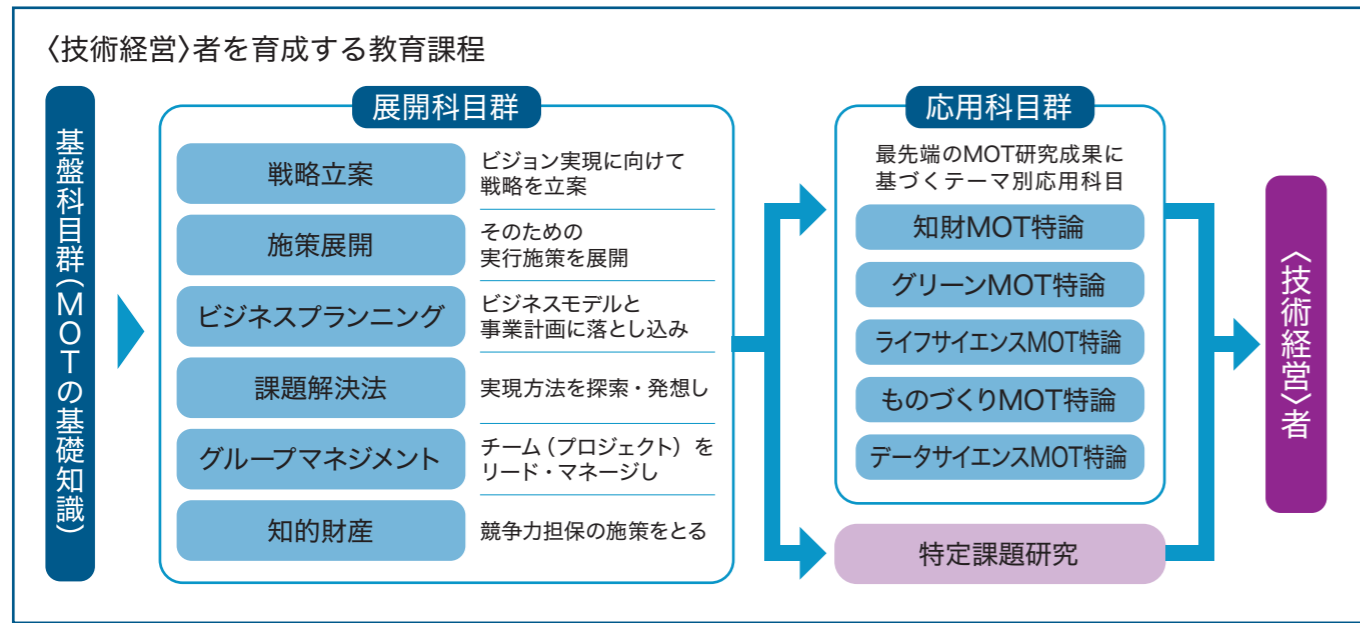 〈技術経営〉者を育成する教育課程
基盤科目群(MOTの基礎知識)
展開科目群
戦略立案
ビジョン実現に向けて
戦略を立案
施策展開
そのための
実行施策を展開
ビジネスプランニング
ビジネスモデルと
事業計画に落とし込み
課題解決法
実現方法を探索・発想し
グループマネジメント
チーム(プロジェクト)を
リード・マネージし
知的財産
競争力担保の施策をとる
応用科目群
最先端のMOT研究成果に
基づくテーマ別応用科目
知財MOT特論
グリーンMOT特論
ライフサイエンスMOT特論
ものづくりMOT特論
データサイエンスMOT特論
特定課題研究
〈技術経営〉者